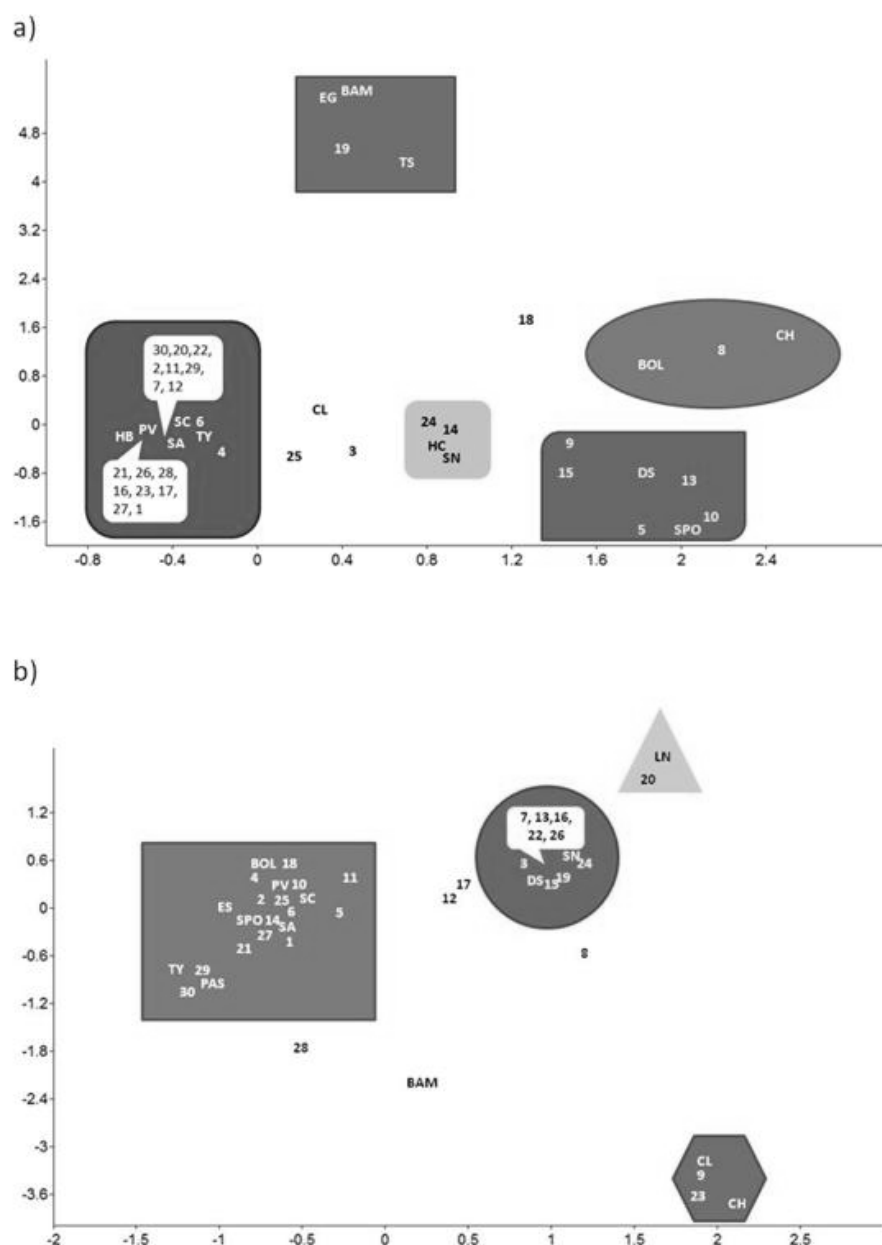 a)
EG BAM
4.8
19
TS
4
3.2
2.4
18
1.6
30,20,22,
2,11,29,
7, 12
CH
8
BOL
0.8
CL
0
SC 6
PV
HB
SA
TY
4
24
14
HC
SN
25
3
9
15
DS
13
-0.8
21, 26, 28,
16, 23, 17,
27, 1
10
5
SPO
-1.6
-0.8 -0.4 0 0.4 0.8 1.2 1.6 2 2.4
b)
LN
20
1.2
7, 13,16,
22, 26
0.6
BOL 18
4
11
PV 10
SC
2
25
ES
6
5
SPO 14
SA
27
1
21
3
SN
24
DS
15
19
17
12
0
-0.6
8
TY 29
PAS
30
-1.2
28
-1.8
BAM
-2.4
-3
CL
9
23
CH
-3.6
-2 -1.5 -1 -0.5 0 0.5 1 1.5 2 2.5